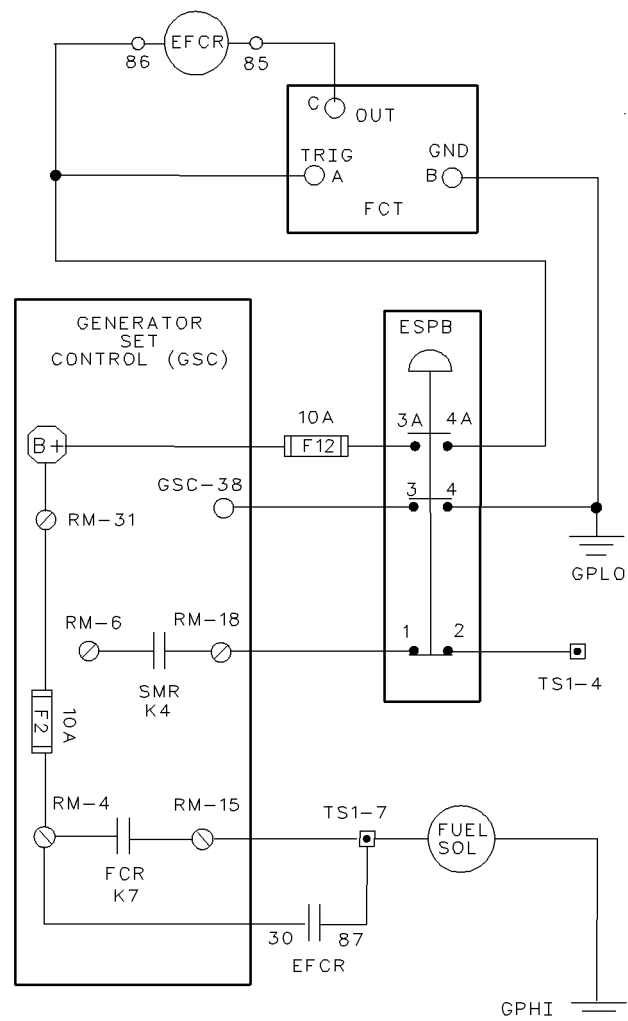 EFCR
86
85
C
OUT
TRIG
GND
A
B
FCT
GENERATOR
SET
CONTROL (GSC)
ESPB
10A
3A
4A
B+
F12
GSC-38
3
4
RM-31
GPLO
RM-6
RM-18
1
2
SMR
K4
TS1-4
F2
10A
RM-4
RM-15
TS1-7
FUEL
SOL
FCR
K7
30
87
EFCR
GPHI